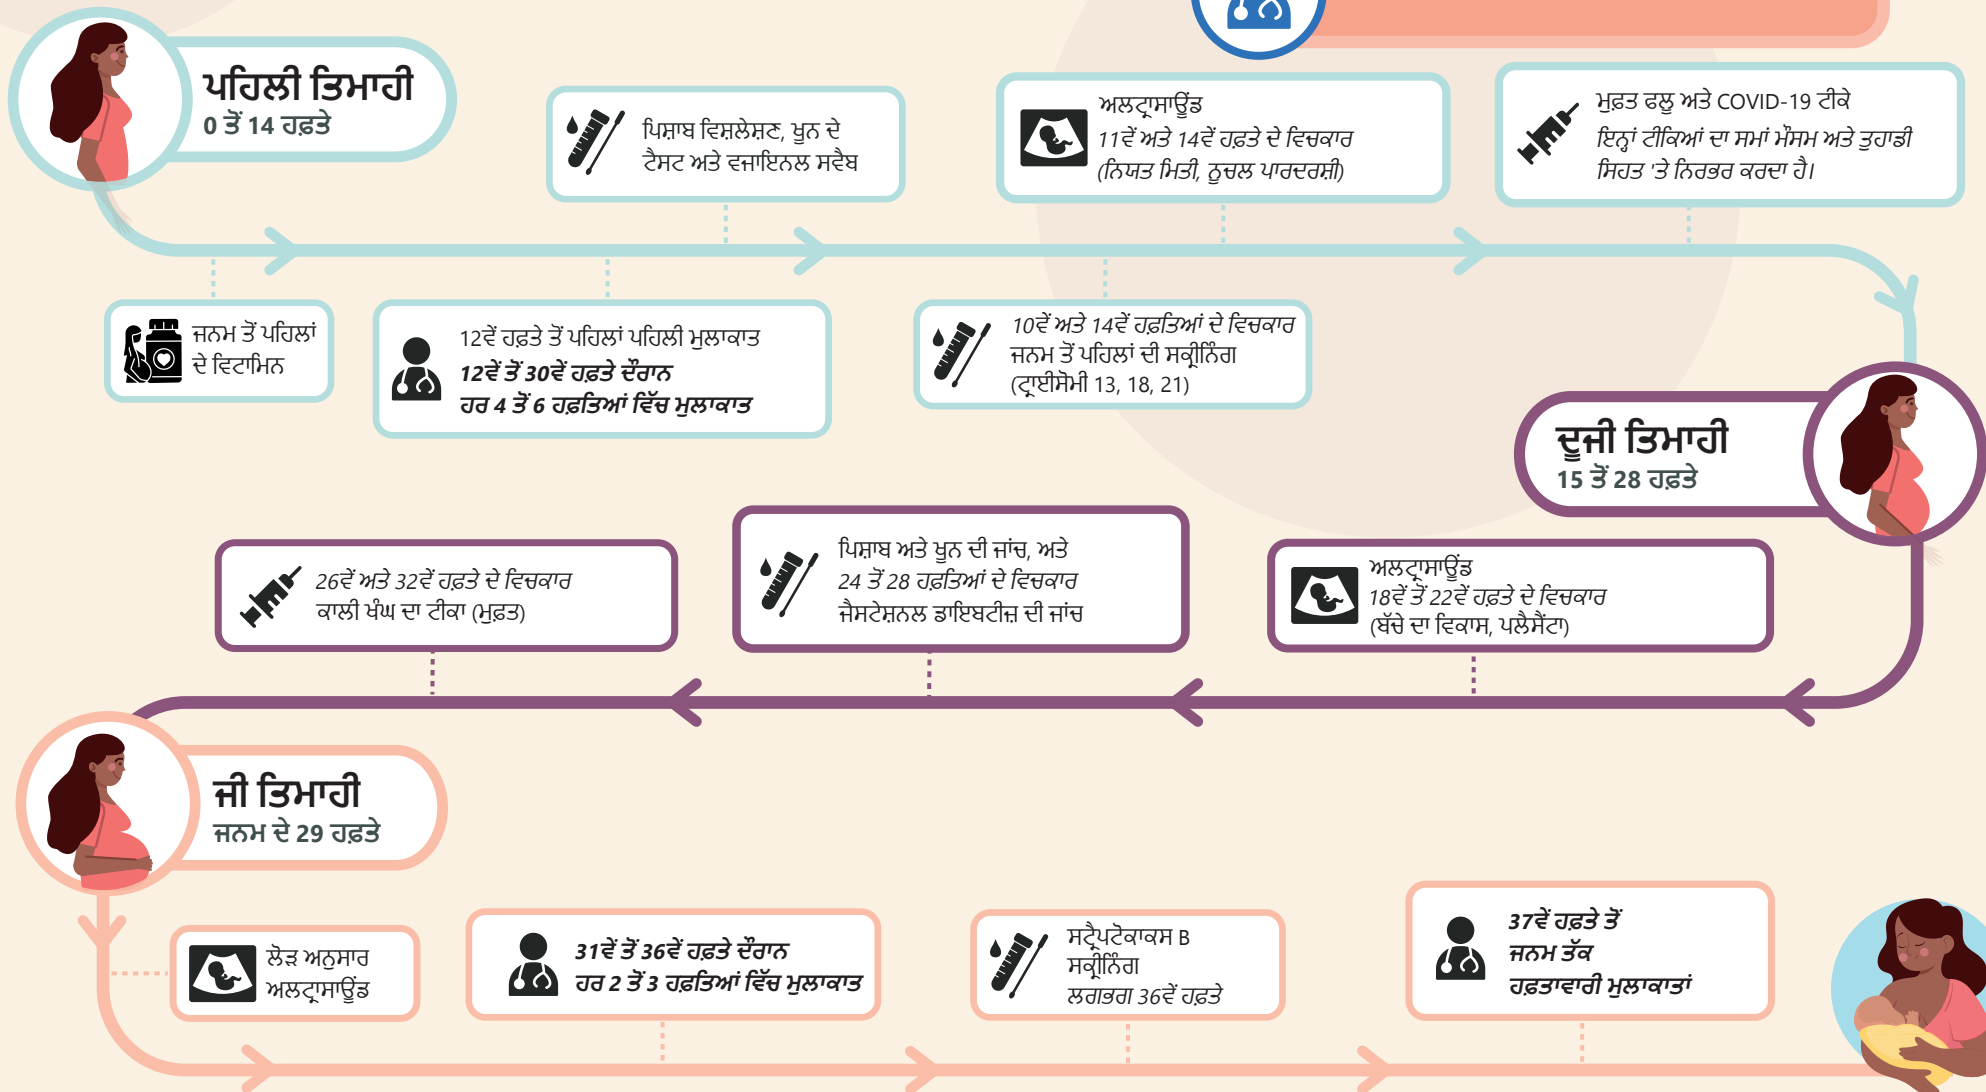 ਪਹਿਲੀ ਤਿਮਾਹੀ
0 ਤੋਂ 14 ਹਫ਼ਤੇ
ਪਿਸ਼ਾਬ ਵਿਸ਼ਲੇਸ਼ਣ, ਖੂਨ ਦੇ
ਟੈਸਟ ਅਤੇ ਵਜਾਇਨਲ ਸਵੈਬ
ਅਲਟ੍ਰਾਸਾਊਂਡ
11ਵੇਂ ਅਤੇ 14ਵੇਂ ਹਫ਼ਤੇ ਦੇ ਵਿਚਕਾਰ
(ਨਿਯਤ ਮਿਤੀ, ਨੁਚਲ ਪਾਰਦਰਸ਼ੀ)
ਮੁਫ਼ਤ ਫਲੂ ਅਤੇ COVID-19 ਟੀਕੇ
ਇਨ੍ਹਾਂ ਟੀਕਿਆਂ ਦਾ ਸਮਾਂ ਮੌਸਮ ਅਤੇ ਤੁਹਾਡੀ
ਸਿਹਤ 'ਤੇ ਨਿਰਭਰ ਕਰਦਾ ਹੈ।
ਜਨਮ ਤੋਂ ਪਹਿਲਾਂ
ਦੇ ਵਿਟਾਮਿਨ
12ਵੇਂ ਹਫ਼ਤੇ ਤੋਂ ਪਹਿਲਾਂ ਪਹਿਲੀ ਮੁਲਾਕਾਤ
12ਵੇਂ ਤੋਂ 30ਵੇਂ ਹਫ਼ਤੇ ਦੌਰਾਨ
ਹਰ 4 ਤੋਂ 6 ਹਫ਼ਤਿਆਂ ਵਿੱਚ ਮੁਲਾਕਾਤ
10ਵੇਂ ਅਤੇ 14ਵੇਂ ਹਫ਼ਤਿਆਂ ਦੇ ਵਿਚਕਾਰ
ਜਨਮ ਤੋਂ ਪਹਿਲਾਂ ਦੀ ਸਕ੍ਰੀਨਿੰਗ
(ਟ੍ਰਾਈਸੋਮੀ 13, 18, 21)
ਦੂਜੀ ਤਿਮਾਹੀ
15 ਤੋਂ 28 ਹਫ਼ਤੇ
ਅਲਟ੍ਰਾਸਾਊਂਡ
18ਵੇਂ ਤੋਂ 22ਵੇਂ ਹਫ਼ਤੇ ਦੇ ਵਿਚਕਾਰ
(ਬੱਚੇ ਦਾ ਵਿਕਾਸ, ਪਲੈਸੈਂਟਾ)
ਪਿਸ਼ਾਬ ਅਤੇ ਖੂਨ ਦੀ ਜਾਂਚ, ਅਤੇ
24 ਤੋਂ 28 ਹਫ਼ਤਿਆਂ ਦੇ ਵਿਚਕਾਰ
ਜੈਸਟੇਸ਼ਨਲ ਡਾਇਬਟੀਜ਼ ਦੀ ਜਾਂਚ
26ਵੇਂ ਅਤੇ 32ਵੇਂ ਹਫ਼ਤੇ ਦੇ ਵਿਚਕਾਰ
ਕਾਲੀ ਖੰਘ ਦਾ ਟੀਕਾ (ਮੁਫ਼ਤ)
ਜੀ ਤਿਮਾਹੀ
ਜਨਮ ਦੇ 29 ਹਫ਼ਤੇ
ਲੋੜ ਅਨੁਸਾਰ
ਅਲਟ੍ਰਾਸਾਊਂਡ
31ਵੇਂ ਤੋਂ 36ਵੇਂ ਹਫ਼ਤੇ ਦੌਰਾਨ
ਹਰ 2 ਤੋਂ 3 ਹਫ਼ਤਿਆਂ ਵਿੱਚ ਮੁਲਾਕਾਤ
ਸਟ੍ਰੈਪਟੋਕਾਕਸ B
ਸਕ੍ਰੀਨਿੰਗ
ਲਗਭਗ 36ਵੇਂ ਹਫ਼ਤੇ
37ਵੇਂ ਹਫ਼ਤੇ ਤੋਂ
ਜਨਮ ਤੱਕ
ਹਫ਼ਤਾਵਾਰੀ ਮੁਲਾਕਾਤਾਂ